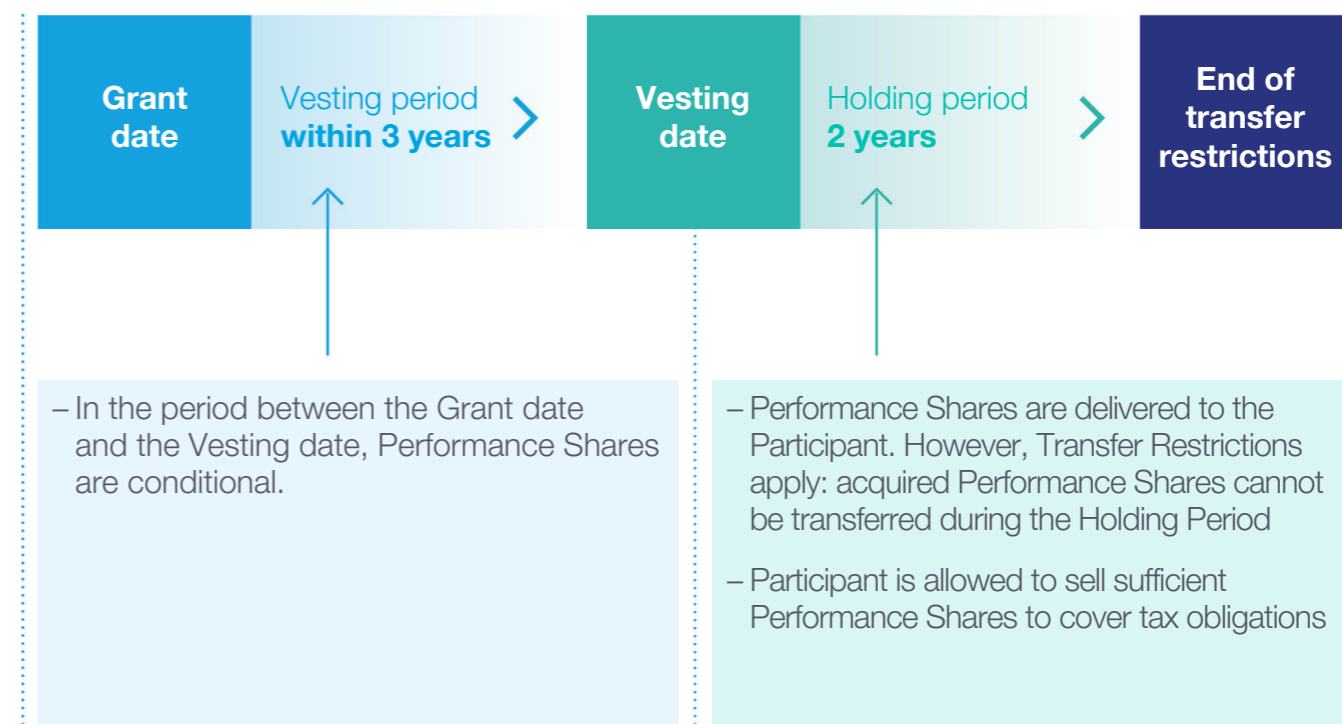 Grant
date
Vesting period
within 3 years
Vesting
date
Holding period
2 years
End of
transfer
restrictions
– In the period between the Grant date
and the Vesting date, Performance Shares
are conditional.
– Performance Shares are delivered to the
Participant. However, Transfer Restrictions
apply: acquired Performance Shares cannot
be transferred during the Holding Period
– Participant is allowed to sell sufficient
Performance Shares to cover tax obligations